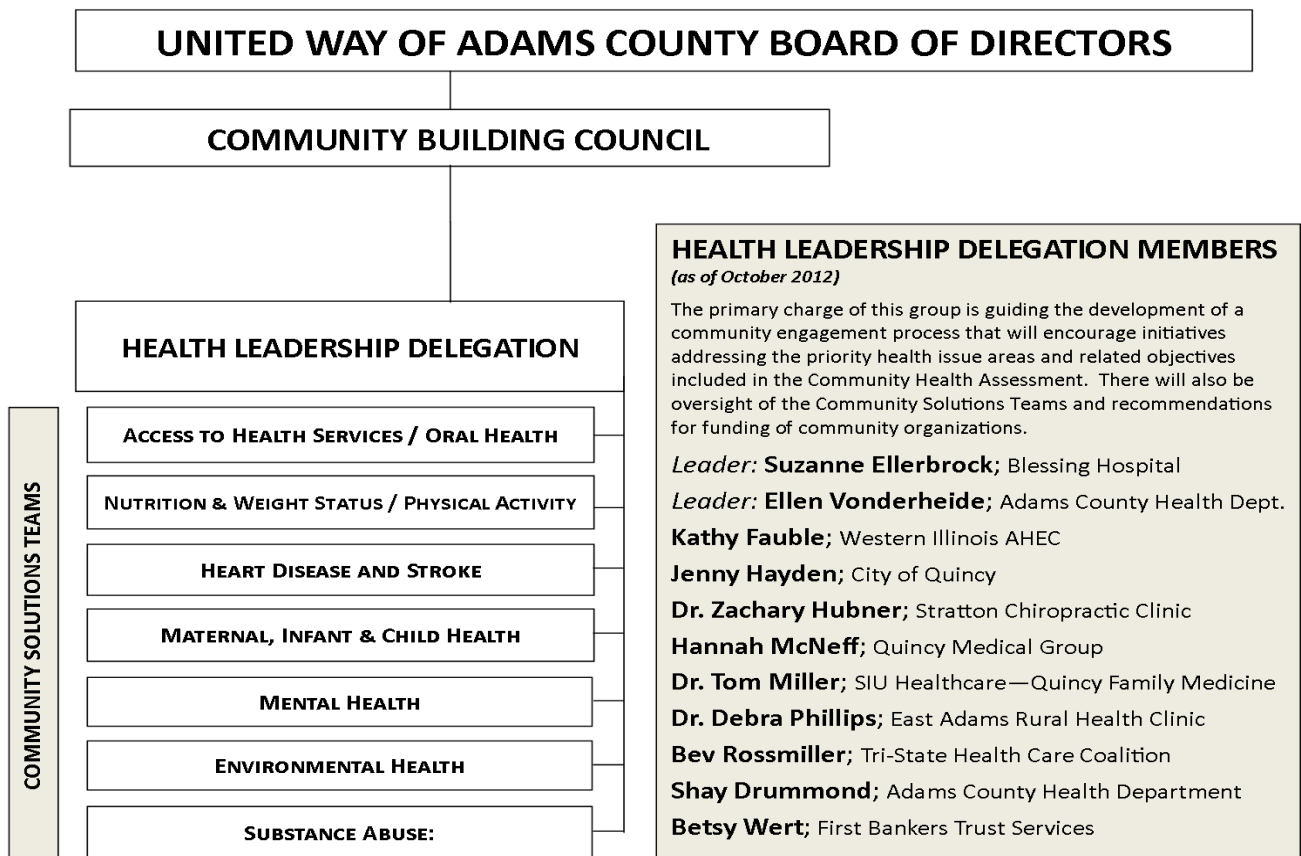 UNITED WAY OF ADAMS COUNTY BOARD OF DIRECTORS
COMMUNITY BUILDING COUNCIL
HEALTH LEADERSHIP DELEGATION
COMMUNITY SOLUTIONS TEAMS
ACCESS TO HEALTH SERVICES / ORAL HEALTH
NUTRITION & WEIGHT STATUS / PHYSICAL ACTIVITY
HEART DISEASE AND STROKE
MATERNAL, INFANT & CHILD HEALTH
MENTAL HEALTH
ENVIRONMENTAL HEALTH
SUBSTANCE ABUSE:
HEALTH LEADERSHIP DELEGATION MEMBERS
(as of October 2012)
The primary charge of this group is guiding the development of a
community engagement process that will encourage initiatives
addressing the priority health issue areas and related objectives
included in the Community Health Assessment. There will also be
oversight of the Community Solutions Teams and recommendations
for funding of community organizations.
Leader: Suzanne Ellerbrock; Blessing Hospital
Leader: Ellen Vonderheide; Adams County Health Dept.
Kathy Fauble; Western Illinois AHEC
Jenny Hayden; City of Quincy
Dr. Zachary Hubner; Stratton Chiropractic Clinic
Hannah McNeff; Quincy Medical Group
Dr. Tom Miller; SIU Healthcare—Quincy Family Medicine
Dr. Debra Phillips; East Adams Rural Health Clinic
Bev Rossmiller; Tri-State Health Care Coalition
Shay Drummond; Adams County Health Department
Betsy Wert; First Bankers Trust Services